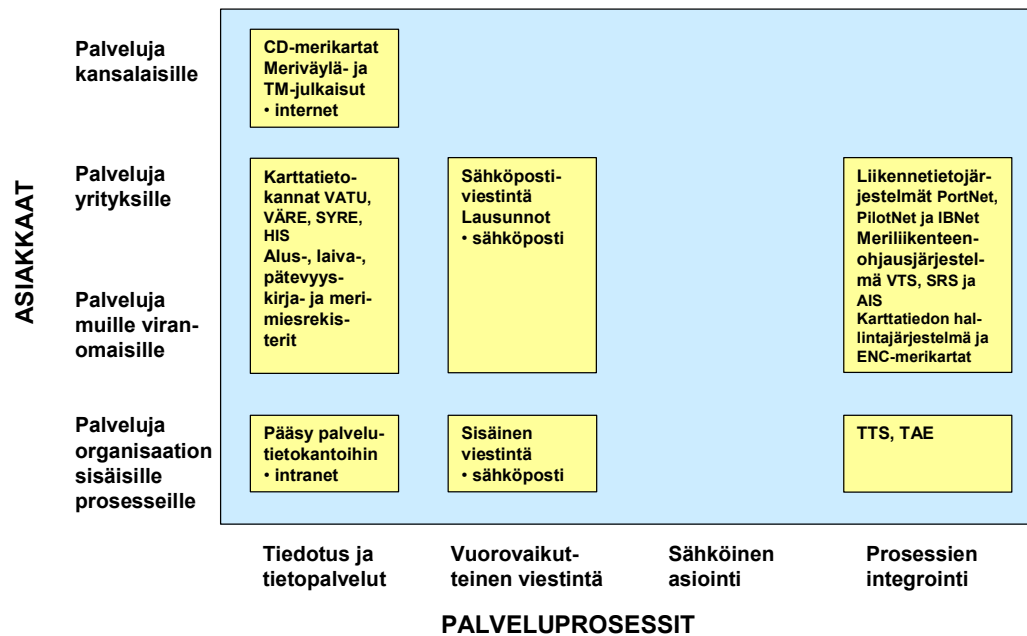 Palveluja
kansalaisille
CD-merikartat
Meriväylä- ja
TM-julkaisut
• internet
ASIAKKAAT
Palveluja
yrityksille
Palveluja
muille viran-
omaisille
Karttatieto-
kannat VATU,
VÄRE, SYRE,
HIS
Alus-, laiva-,
pätevyys-
kirja- ja meri-
miesrekis-
terit
Sähköposti-
viestintä
Lausunnot
• sähköposti
Liikennetietojär-
jestelmät PortNet,
PilotNet ja IBNet
Meriliikenteen-
ohjausjärjestel-
mä VTS, SRS ja
AIS
Karttatiedon hal-
lintajärjestelmä ja
ENC-merikartat
Palveluja
organisaation
sisäisille
prosesseille
Pääsy palvelu-
tietokantoihin
• intranet
Sisäinen
viestintä
• sähköposti
TTS, TAE
Tiedotus ja
tietopalvelut
Vuorovaikut-
teinen viestintä
Sähköinen
asiointi
Prosessien
integrointi
PALVELUPROSESSIT